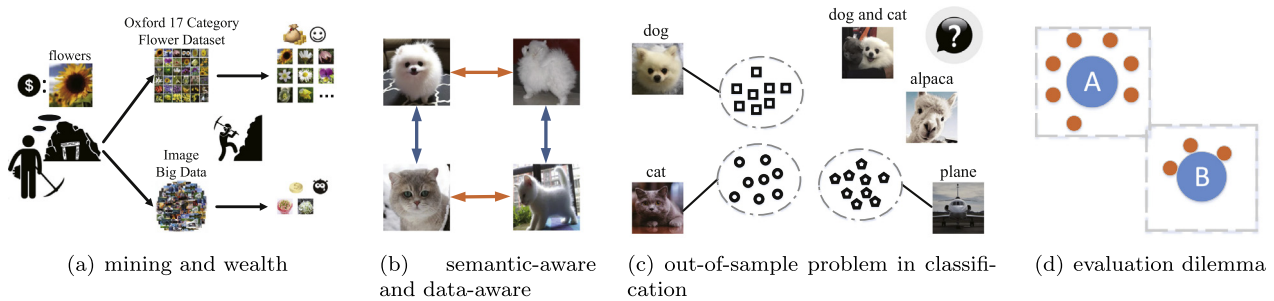 Oxford 17 Category
Flower Dataset
flowers
$ :
Image
Big Data
...
(a) mining and wealth
(b) semantic-aware
and data-aware
dog
dog and cat
?
alpaca
cat
plane
(c) out-of-sample problem in classifi-
cation
A
B
(d) evaluation dilemma